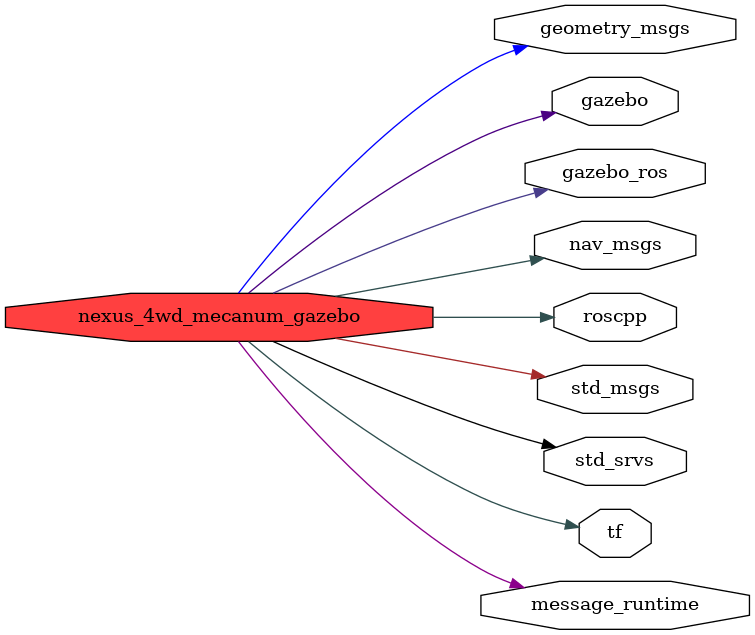 geometry_msgs
gazebo
gazebo_ros
nav_msgs
nexus_4wd_mecanum_gazebo
roscpp
std_msgs
std_srvs
tf
message_runtime